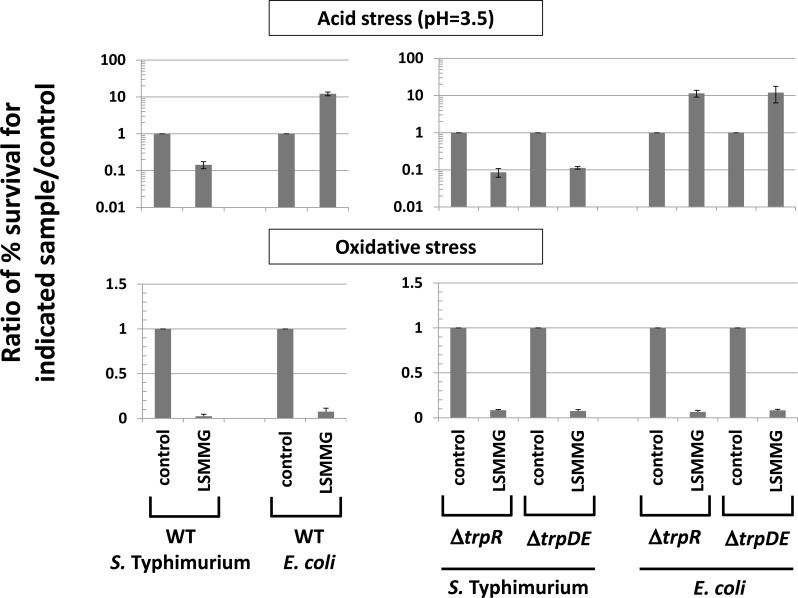 Acid stress (pH=3.5)
Ratio of % survival for
indicated sample/control
100
10
1
0.1
0.01
100
10
1
0.1
0.01
Oxidative stress
1.5
1
0.5
0
1.5
1
0.5
0
control LSMMG control LSMMG control LSMMG control LSMMG control LSMMG control LSMMG
WT WT ΔtrpR ΔtrpDE ΔtrpR ΔtrpDE
S. Typhimurium E. coli S. Typhimurium E. coli